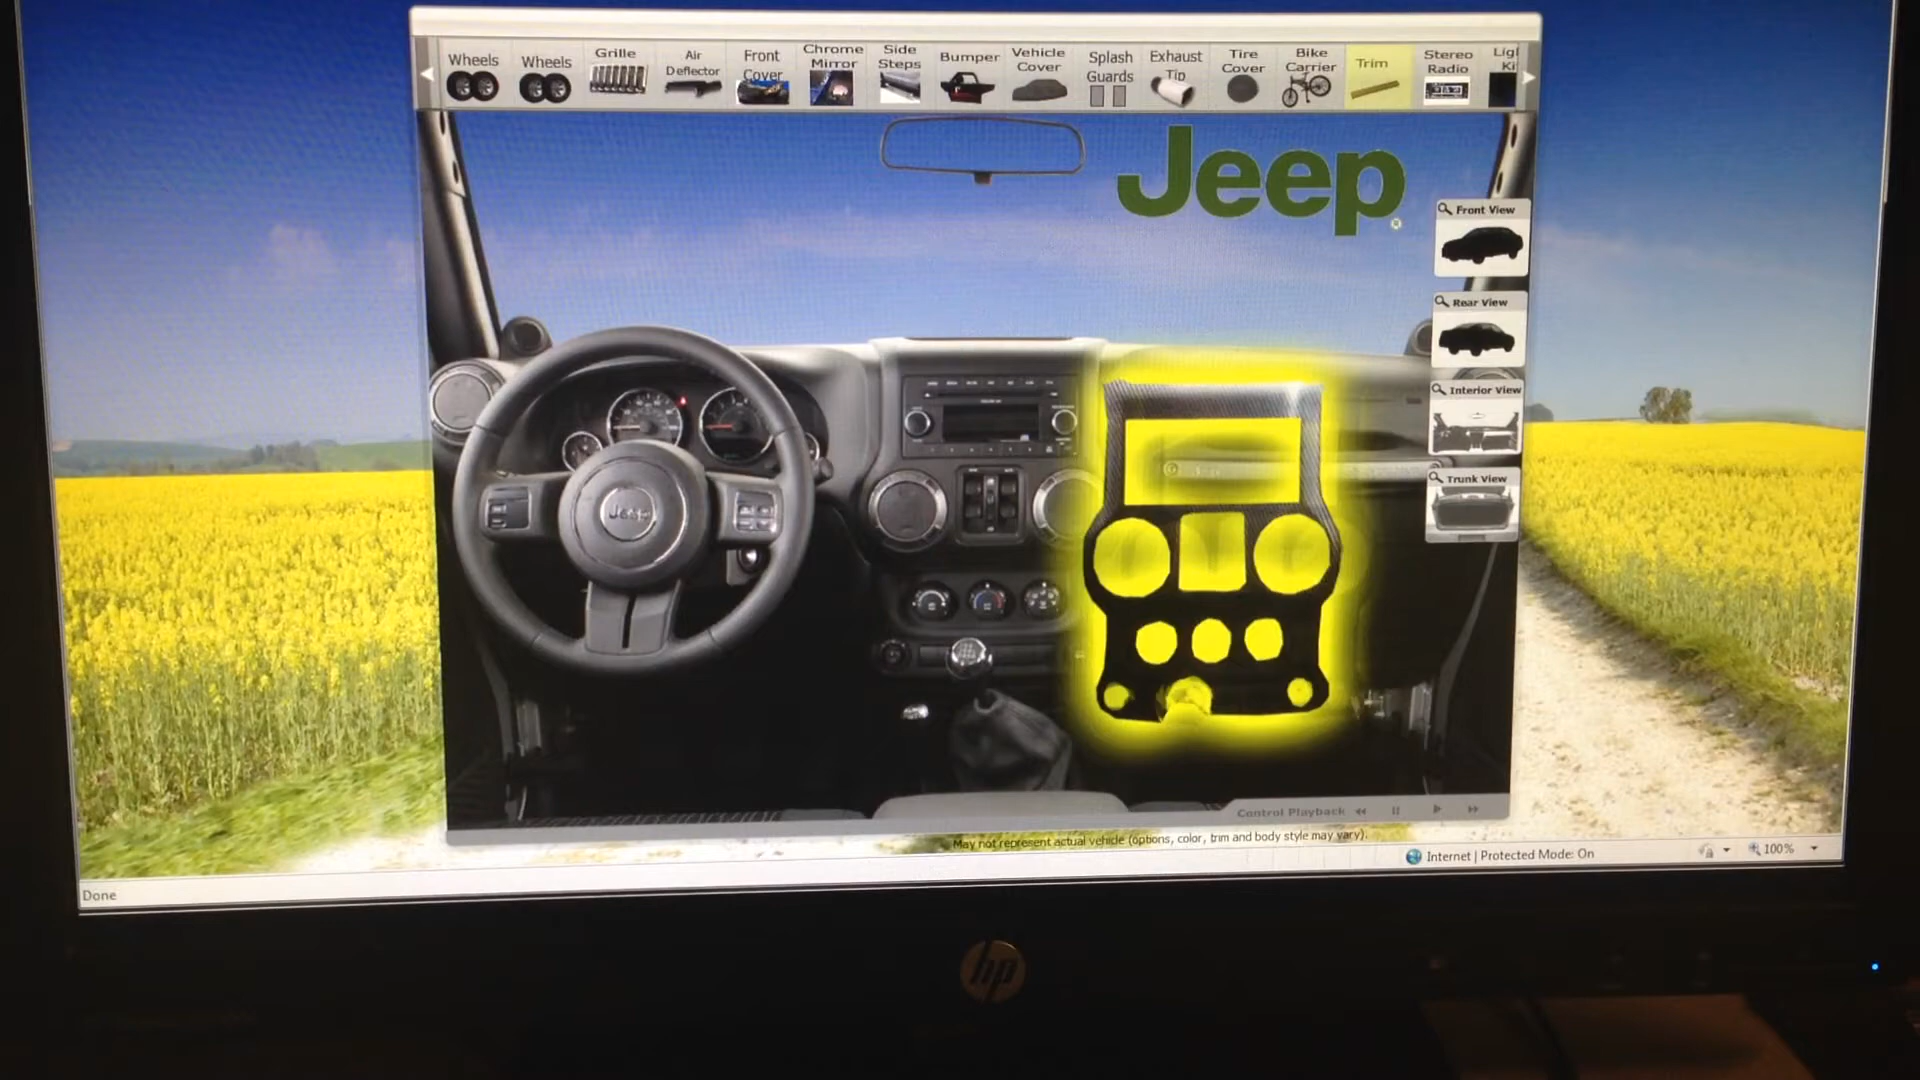 Wheels
Wheels
Grille
Air
Deflector
Front
Cover
Chrome
Mirror
Side
Steps
Bumper
Vehicle
Cover
Splash
Guards
Exhaust
Tip
Tire
Cover
Bike
Carrier
Trim
Stereo
Radio
Jeep
Front View
Rear View
Interior View
Trunk View
Jeep
Control Playback
May not represent actual vehicle (options, color, trim and body style may vary).
Internet | Protected Mode: On
100%
Done
hp